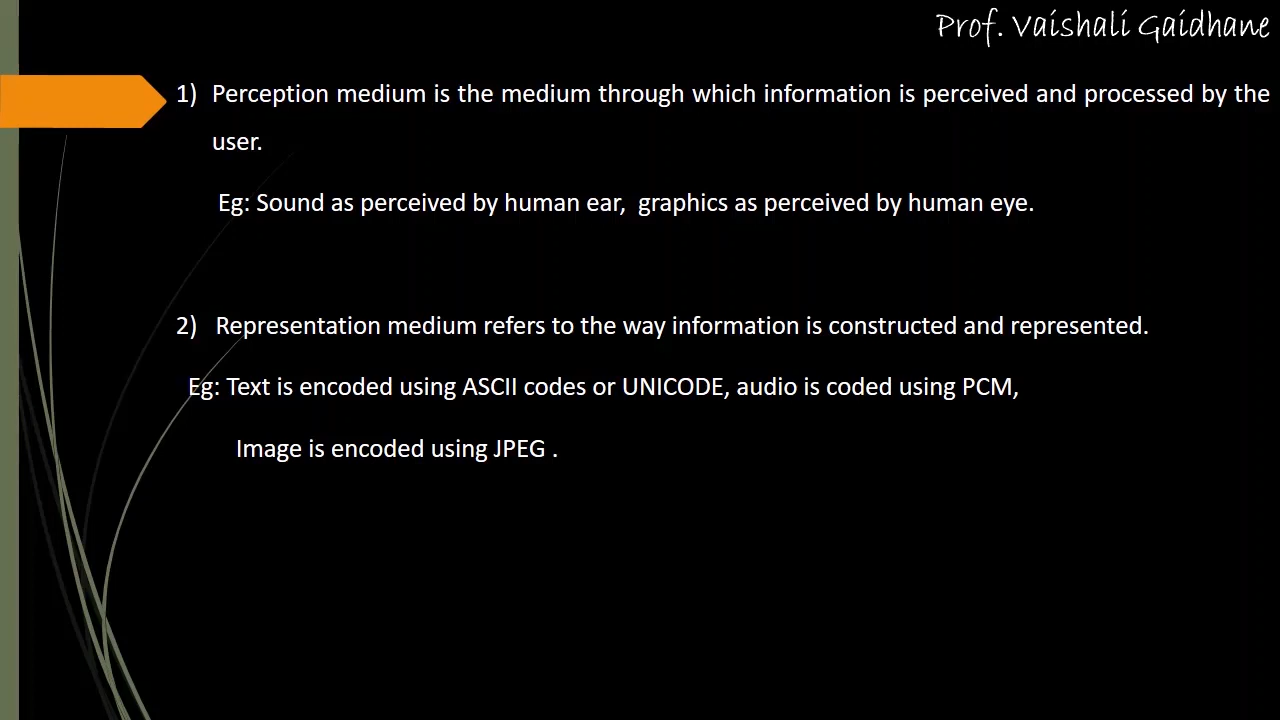 Prof. Vaishali Gaidhane
1) Perception medium is the medium through which information is perceived and processed by the
user.
Eg: Sound as perceived by human ear, graphics as perceived by human eye.
2) Representation medium refers to the way information is constructed and represented.
Eg: Text is encoded using ASCII codes or UNICODE, audio is coded using PCM,
Image is encoded using JPEG .